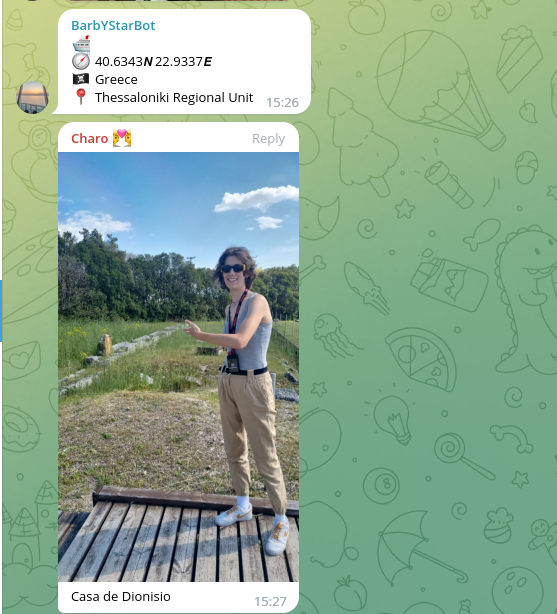 BarbYStarBot
40.6343N 22.9337E
Greece
Thessaloniki Regional Unit 15:26
Charo Reply
Casa de Dionisio 15:27